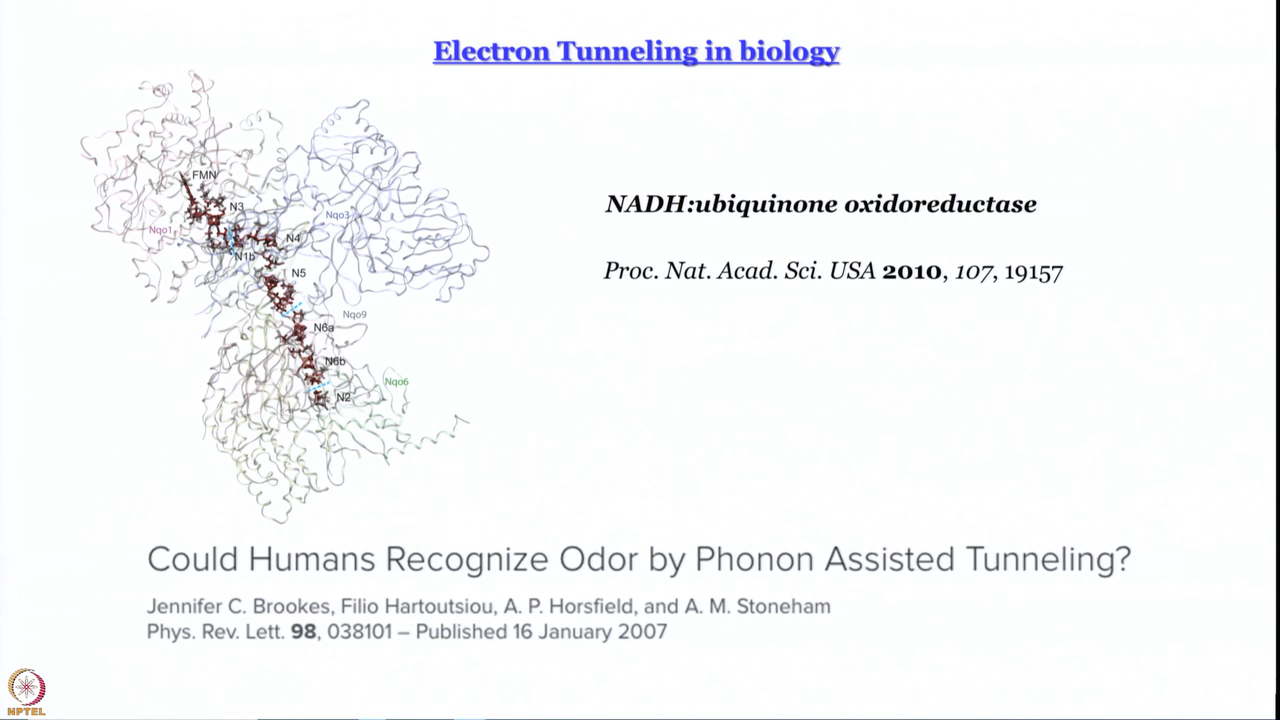 Electron Tunneling in biology
FMN
N3
Nqo1
Nqo3
N4
N1b
N5
Nqo9
N6a
N6b
Nqo6
N2
NADH:ubiquinone oxidoreductase
Proc. Nat. Acad. Sci. USA 2010, 107, 19157
Could Humans Recognize Odor by Phonon Assisted Tunneling?
Jennifer C. Brookes, Filio Hartoutsiou, A. P. Horsfield, and A. M. Stoneham
Phys. Rev. Lett. 98, 038101 – Published 16 January 2007
NPTEL